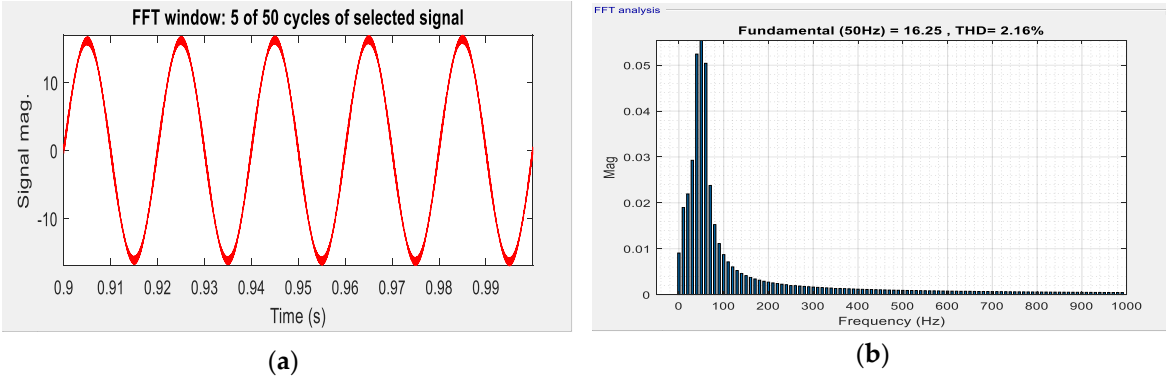 FFT window: 5 of 50 cycles of selected signal
10
0
-10
Signal mag.
0.9 0.91 0.92 0.93 0.94 0.95 0.96 0.97 0.98 0.99
Time (s)
(a)
FFT analysis
Fundamental (50Hz) = 16.25 , THD= 2.16%
0.05
0.04
0.03
0.02
0.01
0
Mag
0 100 200 300 400 500 600 700 800 900 1000
Frequency (Hz)
(b)